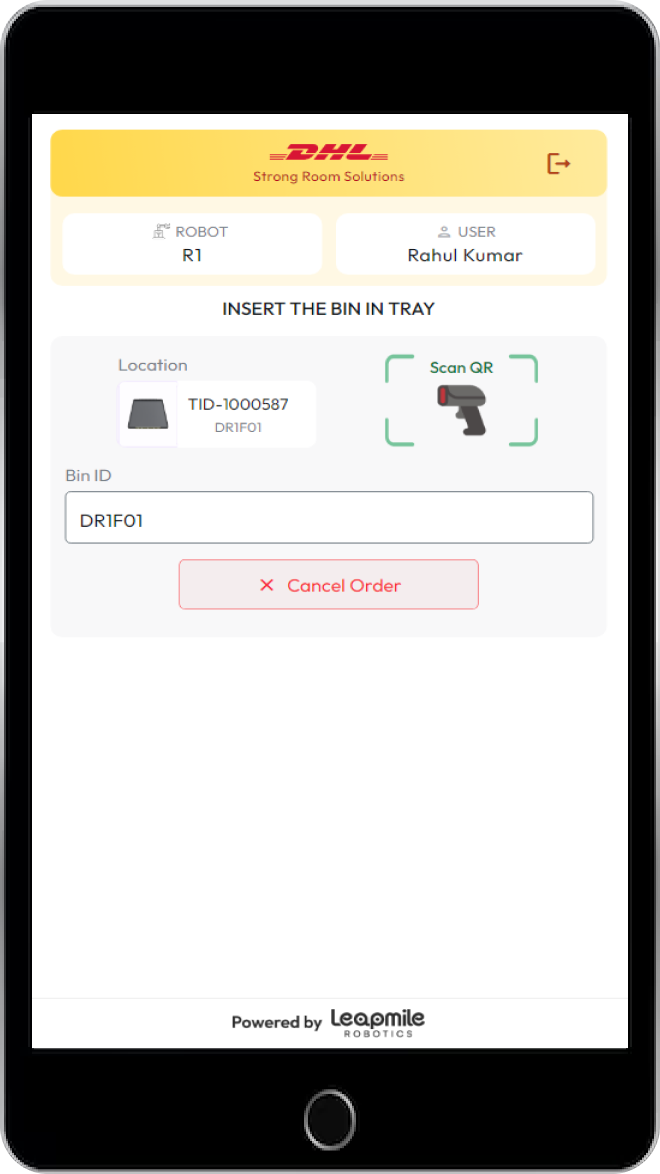 DHL
Strong Room Solutions
ROBOT
R1
USER
Rahul Kumar
INSERT THE BIN IN TRAY
Location
TID-1000587
DR1F01
Scan QR
Bin ID
DR1F01
Cancel Order
Powered by Leapmile
ROBOTICS